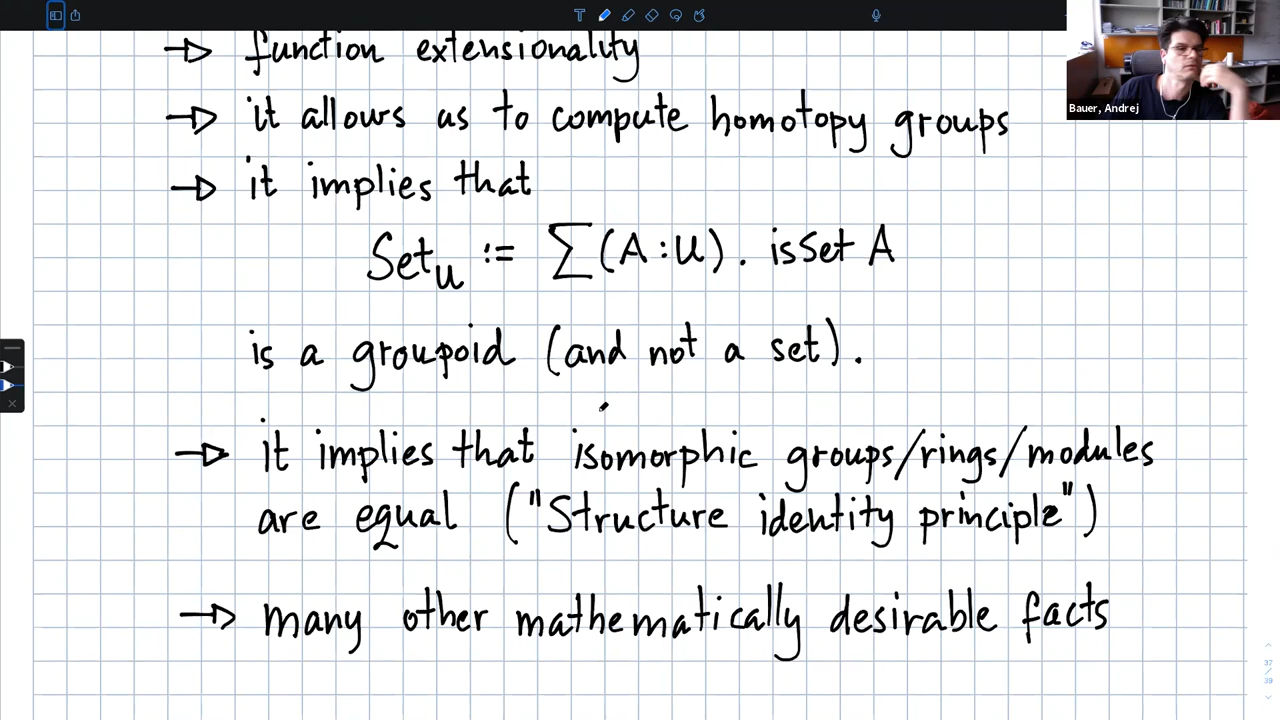 → function extensionality
Bauer, Andrej
→ it allows us to compute homotopy groups
→ it implies that
Set_U := ∑(A:U). isSet A
is a groupoid (and not a set).
→ it implies that isomorphic groups/rings/modules
are equal ("Structure identity principle")
→ many other mathematically desirable facts
37
/
39